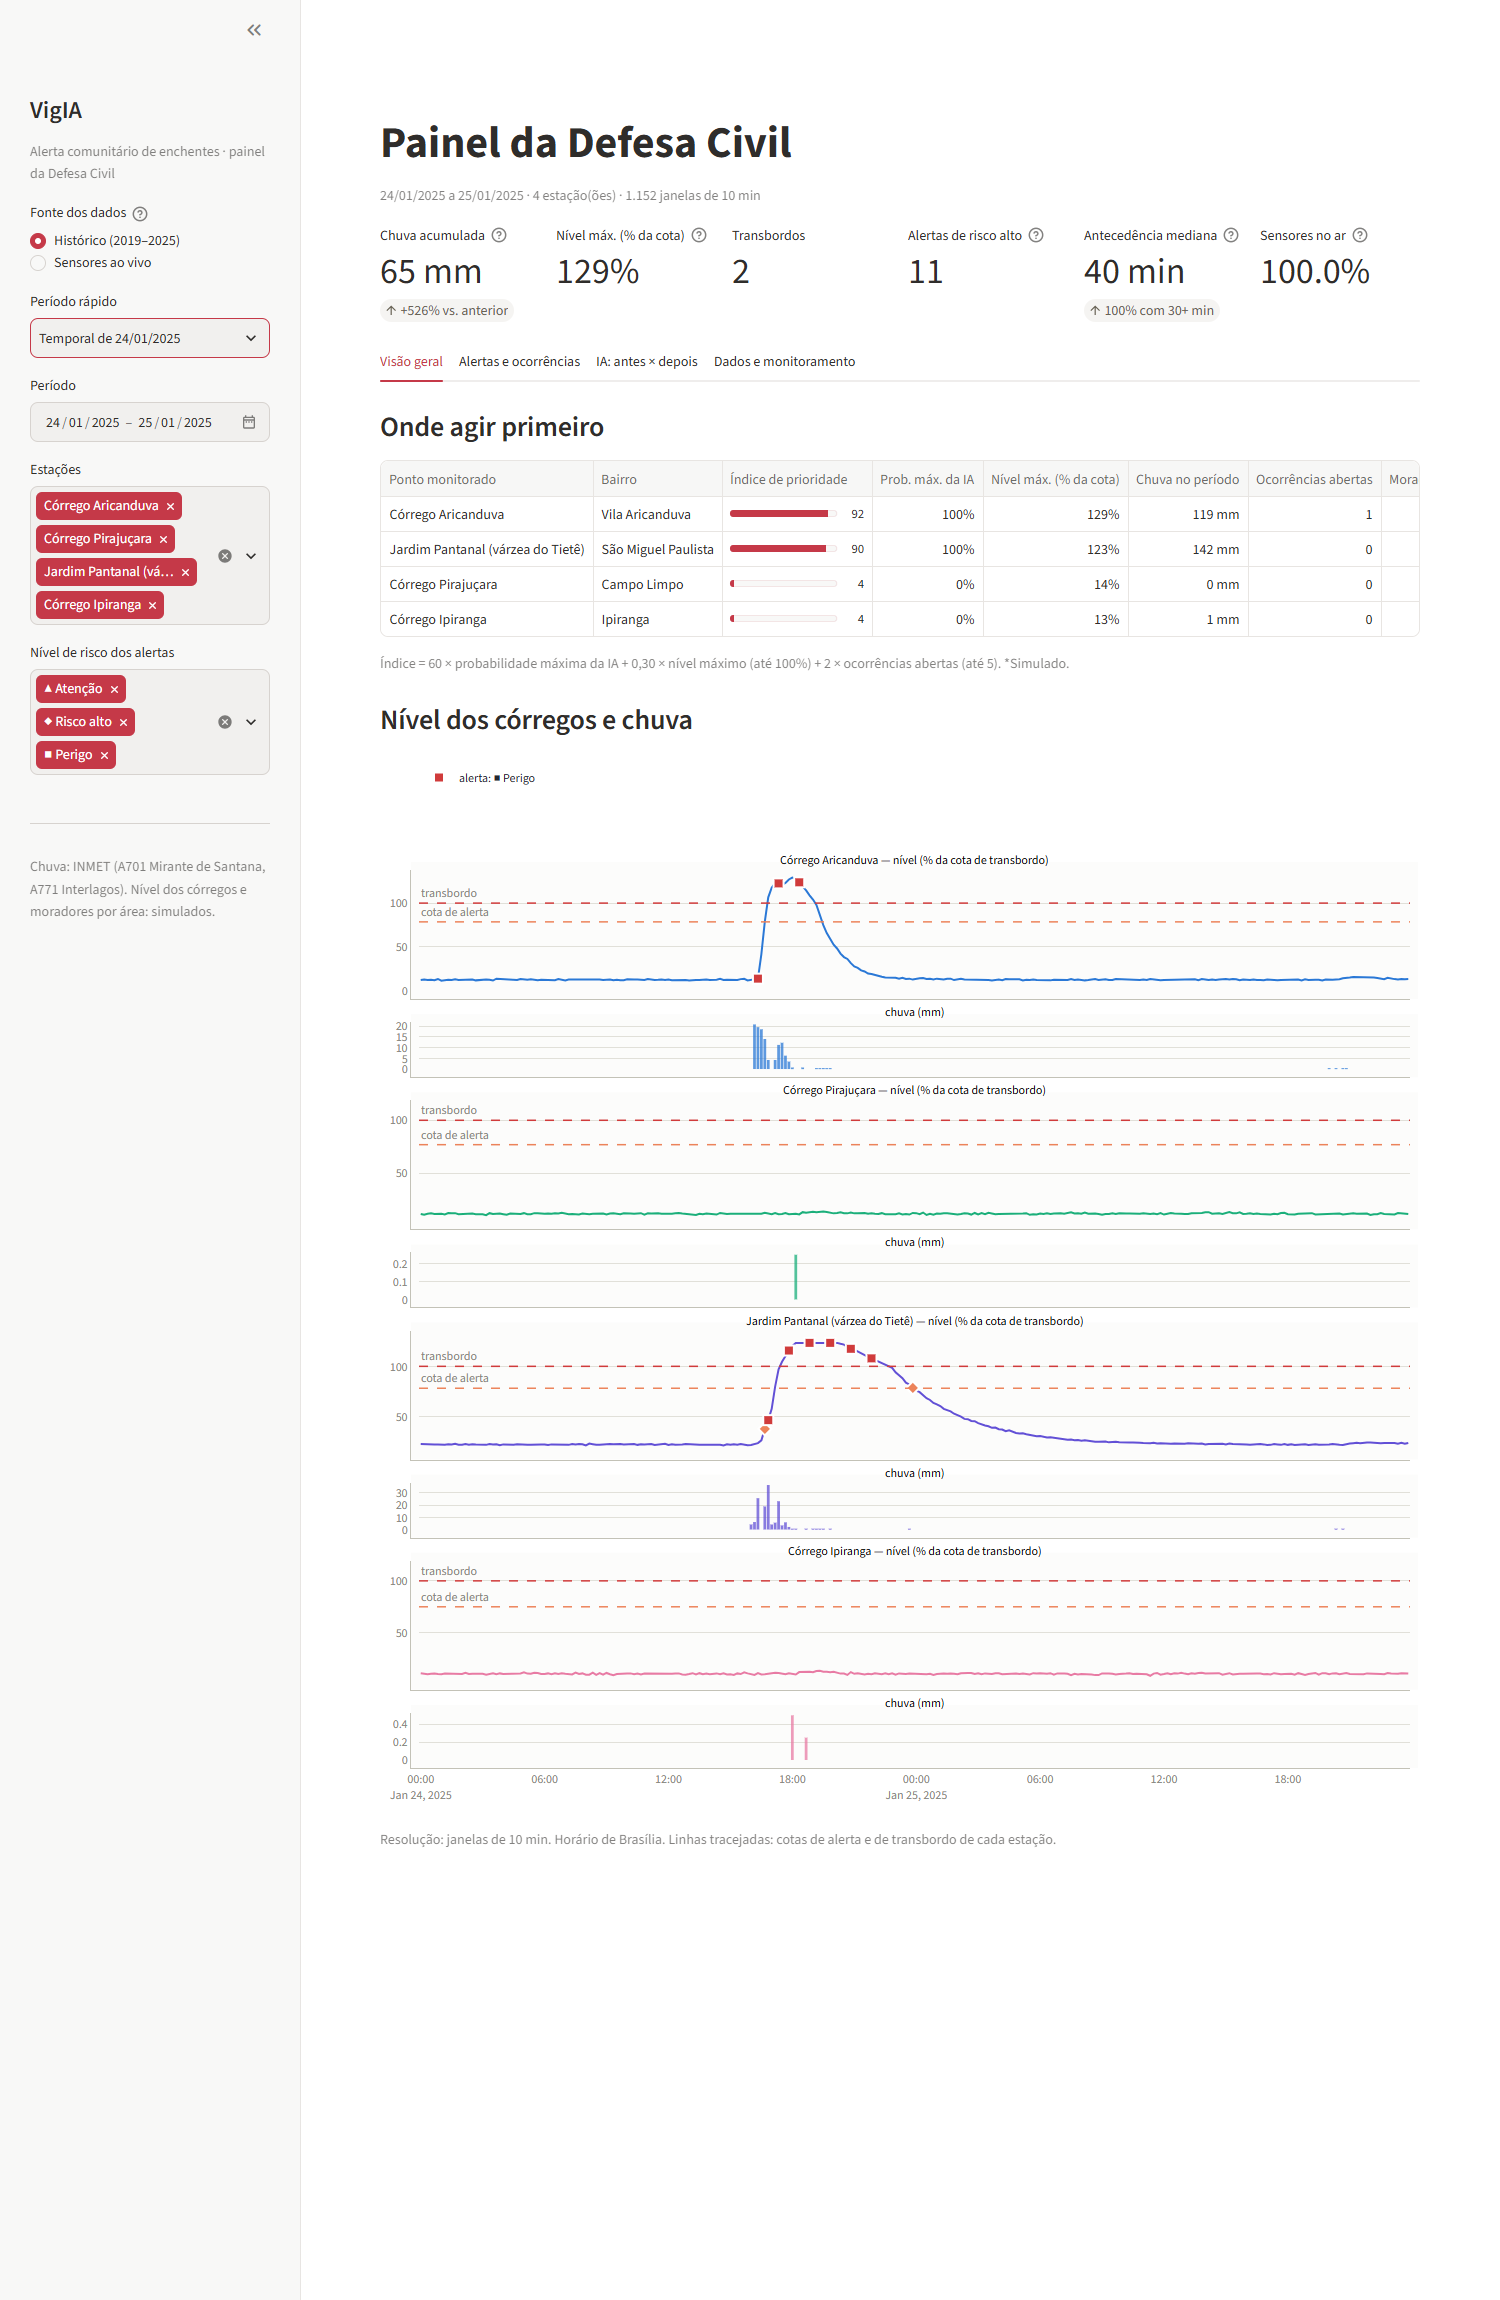 VigIA
Alerta comunitário de enchentes · painel
da Defesa Civil
Fonte dos dados
Histórico (2019–2025)
Sensores ao vivo
Período rápido
Temporal de 24/01/2025
Período
24/01/2025 – 25/01/2025
Estações
Córrego Aricanduva ×
Córrego Pirajuçara ×
Jardim Pantanal (vá… ×
Córrego Ipiranga ×
Nível de risco dos alertas
▲ Atenção ×
◆ Risco alto ×
■ Perigo ×
Chuva: INMET (A701 Mirante de Santana,
A771 Interlagos). Nível dos córregos e
moradores por área: simulados.
Painel da Defesa Civil
24/01/2025 a 25/01/2025 · 4 estação(ões) · 1.152 janelas de 10 min
Chuva acumulada
65 mm
↑ +526% vs. anterior
Nível máx. (% da cota)
129%
Transbordos
2
Alertas de risco alto
11
Antecedência mediana
40 min
↑ 100% com 30+ min
Sensores no ar
100.0%
Visão geral Alertas e ocorrências IA: antes × depois Dados e monitoramento
Onde agir primeiro
Ponto monitorado Bairro Índice de prioridade Prob. máx. da IA Nível máx. (% da cota) Chuva no período Ocorrências abertas Mora
Córrego Aricanduva Vila Aricanduva 92 100% 129% 119 mm 1
Jardim Pantanal (várzea do Tietê) São Miguel Paulista 90 100% 123% 142 mm 0
Córrego Pirajuçara Campo Limpo 4 0% 14% 0 mm 0
Córrego Ipiranga Ipiranga 4 0% 13% 1 mm 0
Índice = 60 × probabilidade máxima da IA + 0,30 × nível máximo (até 100%) + 2 × ocorrências abertas (até 5). *Simulado.
Nível dos córregos e chuva
alerta: ■ Perigo
Córrego Aricanduva — nível (% da cota de transbordo)
transbordo
100
cota de alerta
50
0
chuva (mm)
20
15
10
5
0
Córrego Pirajuçara — nível (% da cota de transbordo)
transbordo
100
cota de alerta
50
chuva (mm)
0.2
0.1
0
Jardim Pantanal (várzea do Tietê) — nível (% da cota de transbordo)
transbordo
100
cota de alerta
50
chuva (mm)
30
20
10
0
Córrego Ipiranga — nível (% da cota de transbordo)
transbordo
100
cota de alerta
50
chuva (mm)
0.4
0.2
0
00:00 06:00 12:00 18:00 00:00 06:00 12:00 18:00
Jan 24, 2025 Jan 25, 2025
Resolução: janelas de 10 min. Horário de Brasília. Linhas tracejadas: cotas de alerta e de transbordo de cada estação.